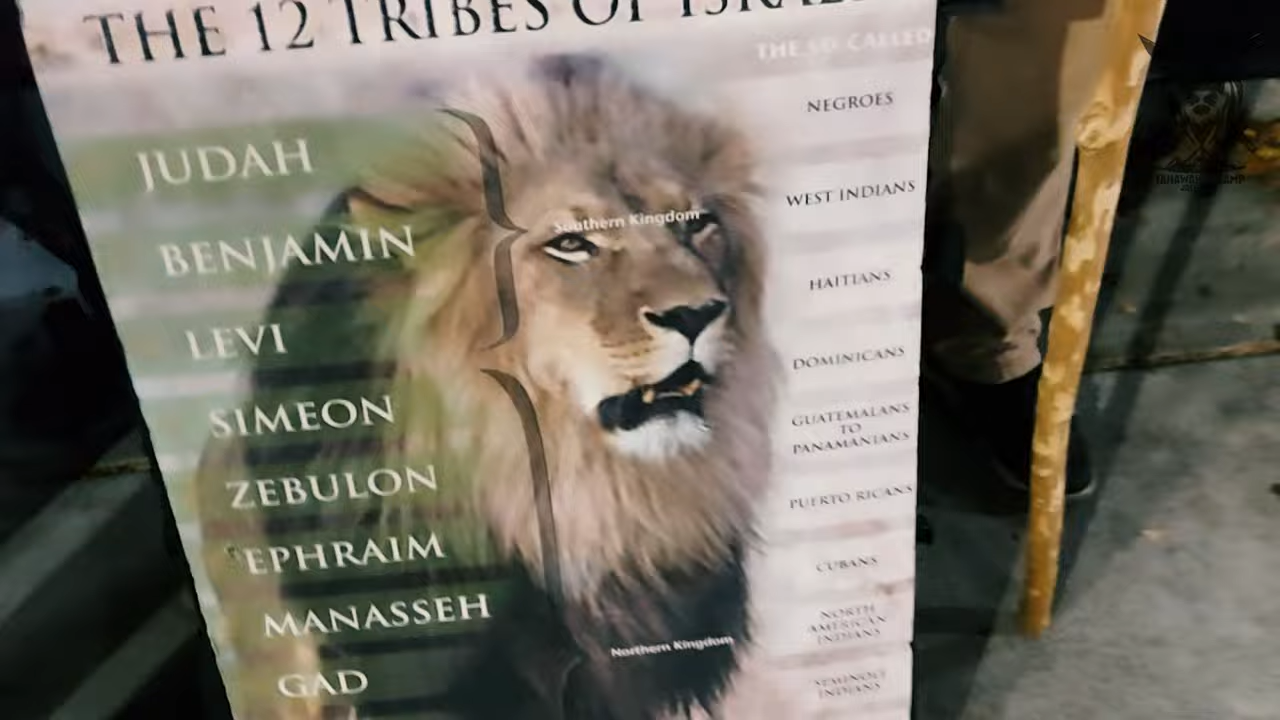 THE 12 TRIBES OF ISRAEL
THE SO CALLED
JUDAH
NEGROES
BENJAMIN
WEST INDIANS
Southern Kingdom
LEVI
HAITIANS
SIMEON
DOMINICANS
ZEBULON
GUATEMALANS
TO
PANAMANIANS
EPHRAIM
PUERTO RICANS
MANASSEH
CUBANS
GAD
NORTH
AMERICAN
INDIANS
Northern Kingdom
SEMINOLE
INDIANS